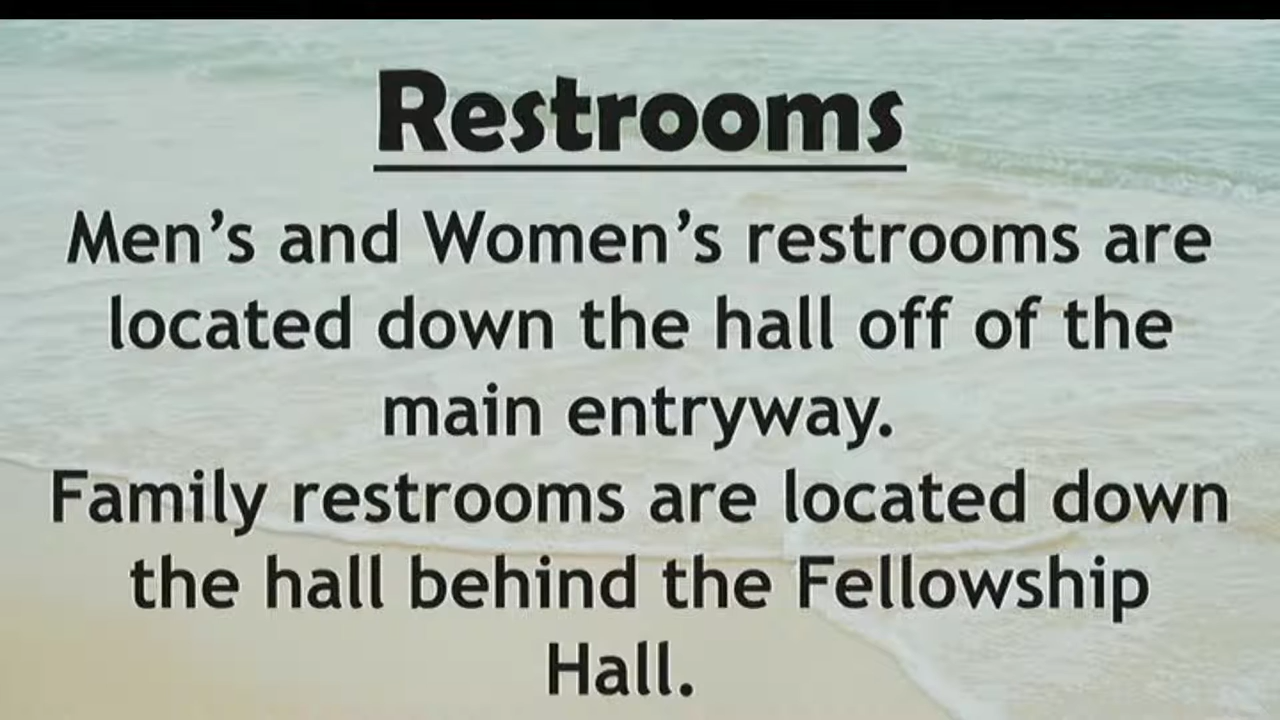 Restrooms
Men’s and Women’s restrooms are
located down the hall off of the
main entryway.
Family restrooms are located down
the hall behind the Fellowship
Hall.